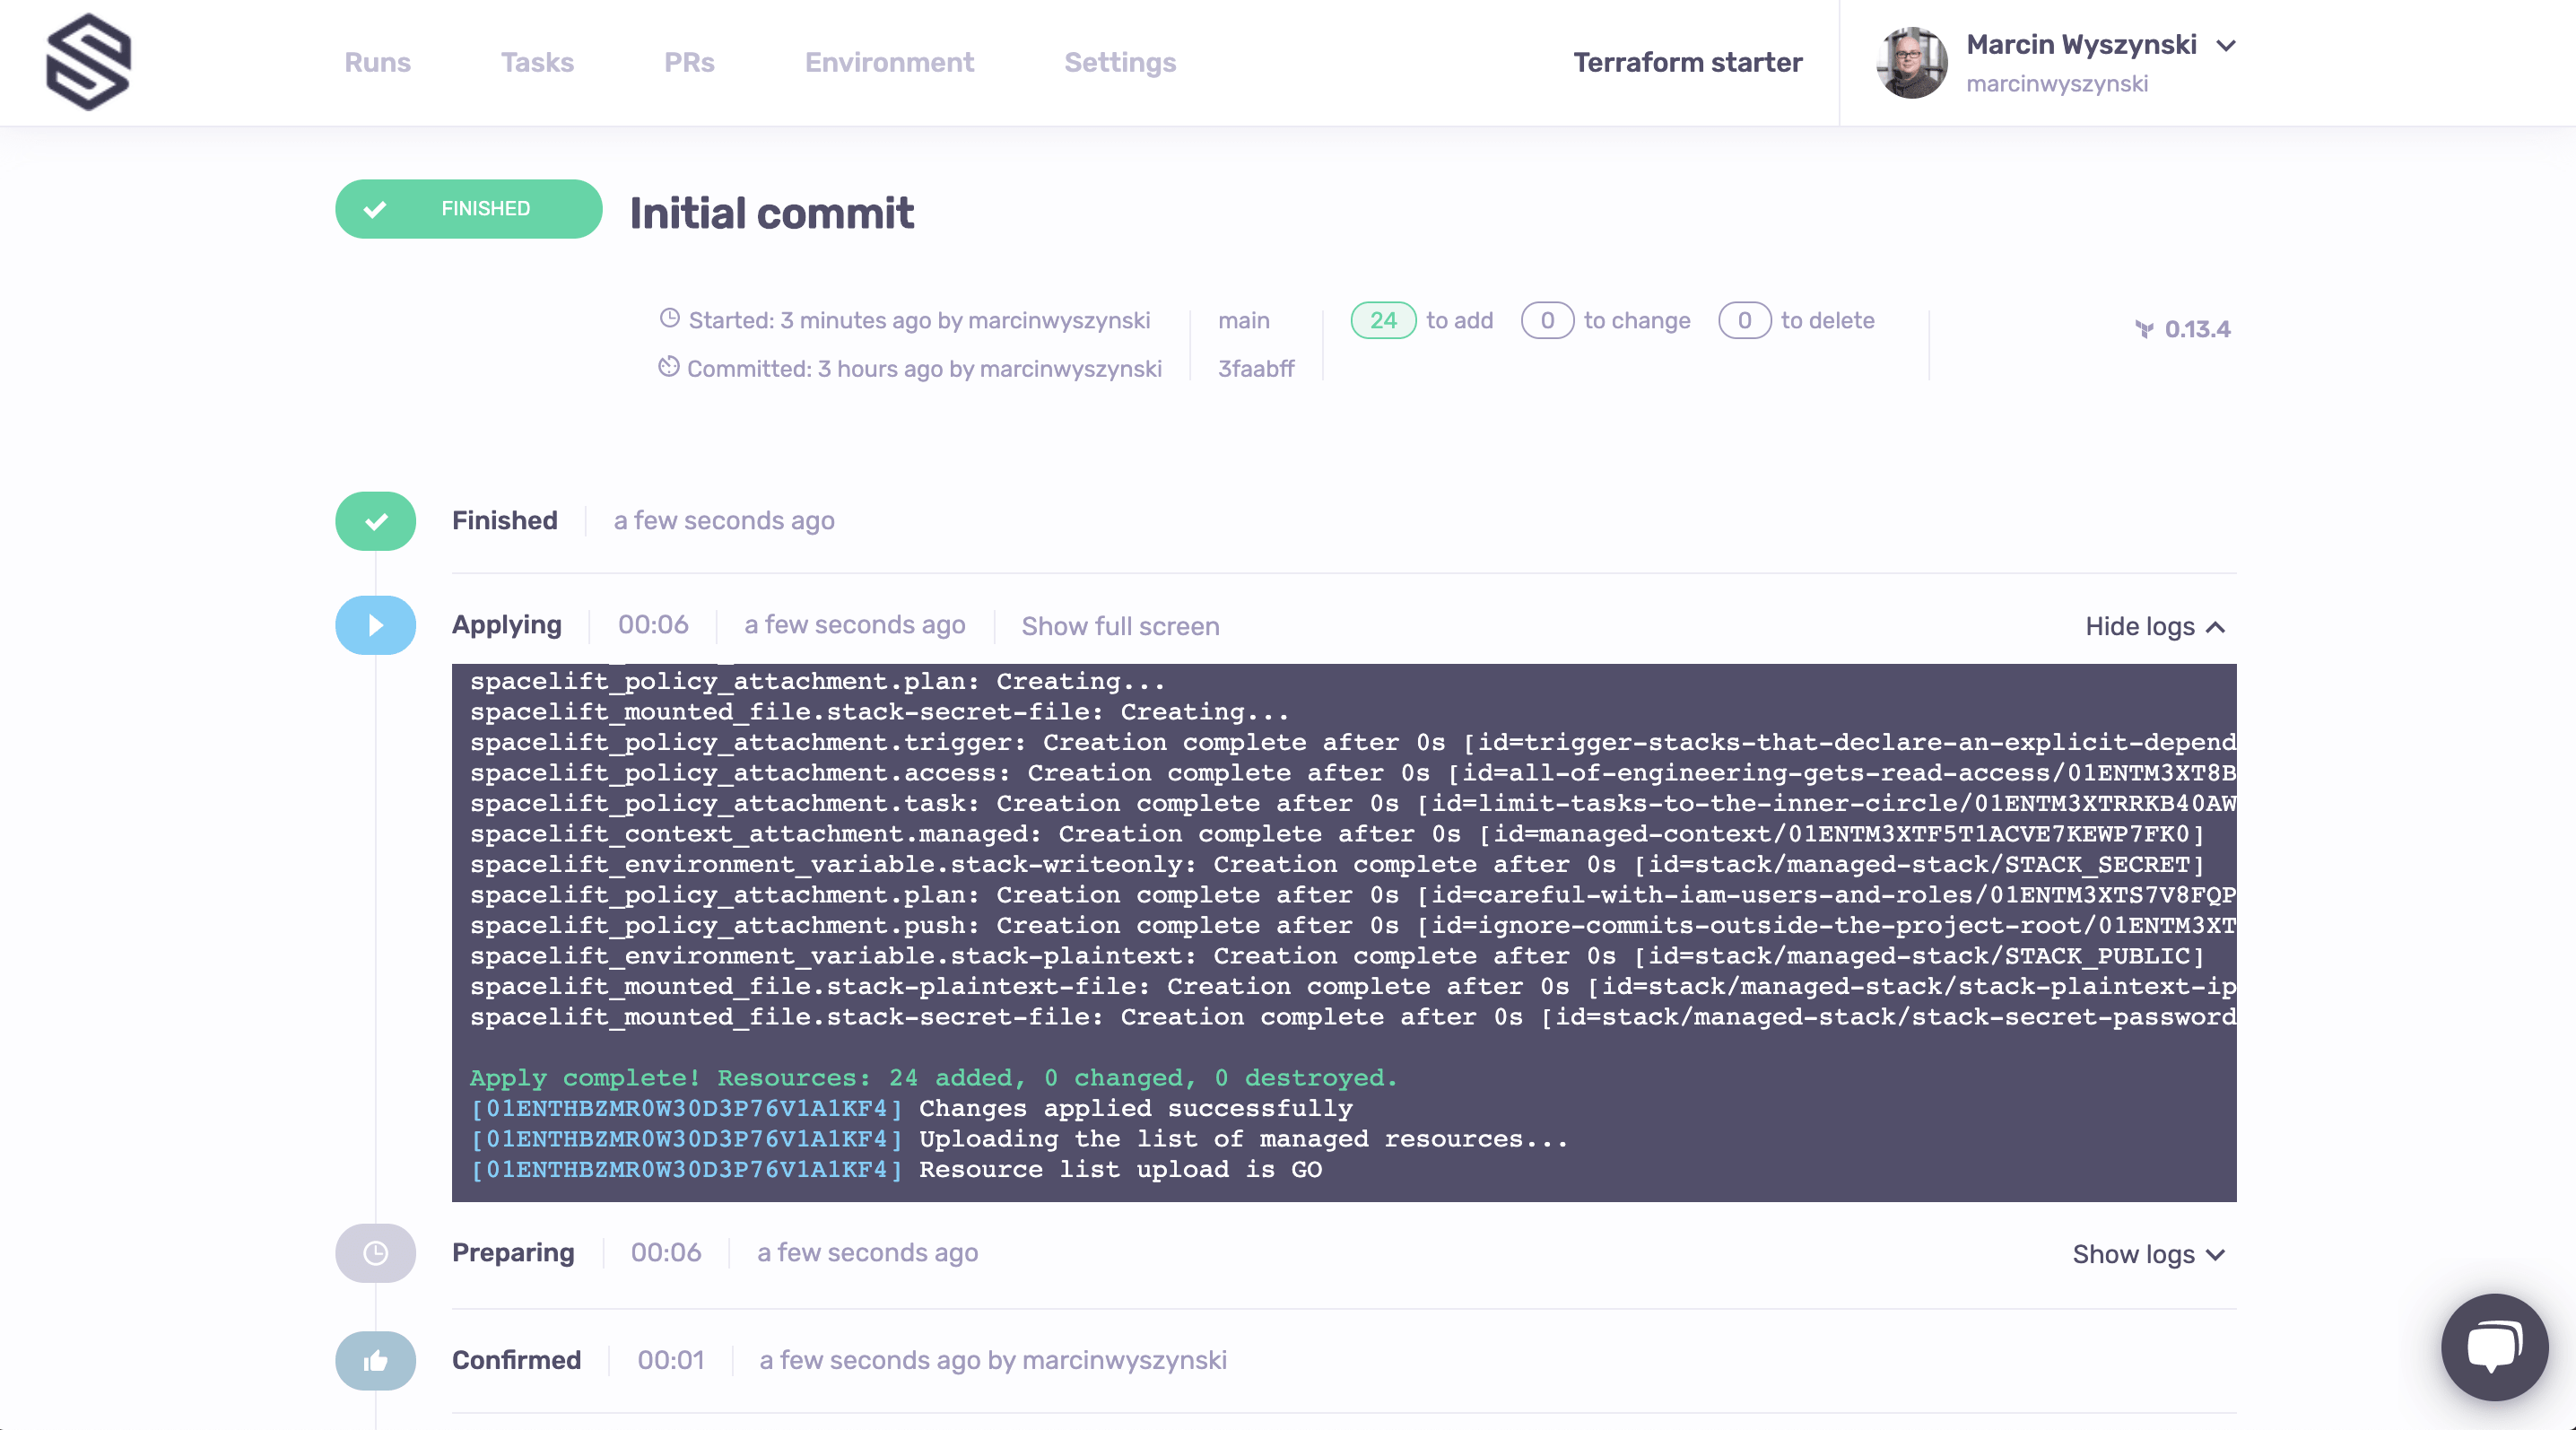 Runs Tasks PRs Environment Settings Terraform starter Marcin Wyszynski
marcinwyszynski
FINISHED Initial commit
Started: 3 minutes ago by marcinwyszynski main 24 to add 0 to change 0 to delete 0.13.4
Committed: 3 hours ago by marcinwyszynski 3faabff
Finished a few seconds ago
Applying 00:06 a few seconds ago Show full screen Hide logs
spacelift_policy_attachment.plan: Creating...
spacelift_mounted_file.stack-secret-file: Creating...
spacelift_policy_attachment.trigger: Creation complete after 0s [id=trigger-stacks-that-declare-an-explicit-depend
spacelift_policy_attachment.access: Creation complete after 0s [id=all-of-engineering-gets-read-access/01ENTM3XT8B
spacelift_policy_attachment.task: Creation complete after 0s [id=limit-tasks-to-the-inner-circle/01ENTM3XTRRKB40AW
spacelift_context_attachment.managed: Creation complete after 0s [id=managed-context/01ENTM3XTF5T1ACVE7KEWP7FK0]
spacelift_environment_variable.stack-writeonly: Creation complete after 0s [id=stack/managed-stack/STACK_SECRET]
spacelift_policy_attachment.plan: Creation complete after 0s [id=careful-with-iam-users-and-roles/01ENTM3XTS7V8FQP
spacelift_policy_attachment.push: Creation complete after 0s [id=ignore-commits-outside-the-project-root/01ENTM3XT
spacelift_environment_variable.stack-plaintext: Creation complete after 0s [id=stack/managed-stack/STACK_PUBLIC]
spacelift_mounted_file.stack-plaintext-file: Creation complete after 0s [id=stack/managed-stack/stack-plaintext-ip
spacelift_mounted_file.stack-secret-file: Creation complete after 0s [id=stack/managed-stack/stack-secret-password
Apply complete! Resources: 24 added, 0 changed, 0 destroyed.
[01ENTHBZMR0W30D3P76V1A1KF4] Changes applied successfully
[01ENTHBZMR0W30D3P76V1A1KF4] Uploading the list of managed resources...
[01ENTHBZMR0W30D3P76V1A1KF4] Resource list upload is GO
Preparing 00:06 a few seconds ago Show logs
Confirmed 00:01 a few seconds ago by marcinwyszynski